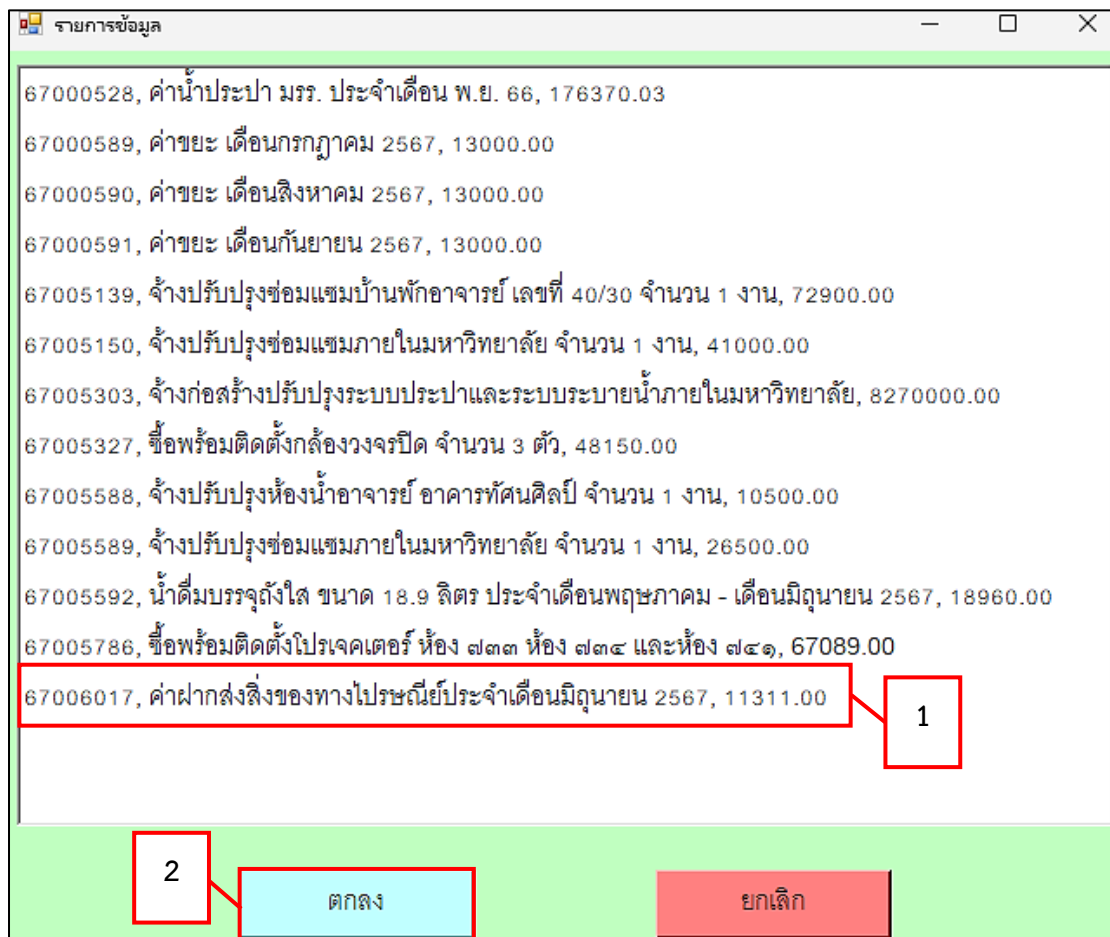 รายการข้อมูล
67000528, ค่าน้ำประปา มรร. ประจำเดือน พ.ย. 66, 176370.03
67000589, ค่าขยะ เดือนกรกฎาคม 2567, 13000.00
67000590, ค่าขยะ เดือนสิงหาคม 2567, 13000.00
67000591, ค่าขยะ เดือนกันยายน 2567, 13000.00
67005139, จ้างปรับปรุงซ่อมแซมบ้านพักอาจารย์ เลขที่ 40/30 จำนวน 1 งาน, 72900.00
67005150, จ้างปรับปรุงซ่อมแซมภายในมหาวิทยาลัย จำนวน 1 งาน, 41000.00
67005303, จ้างก่อสร้างปรับปรุงระบบประปาและระบบระบายน้ำภายในมหาวิทยาลัย, 8270000.00
67005327, ซื้อพร้อมติดตั้งกล้องวงจรปิด จำนวน 3 ตัว, 48150.00
67005588, จ้างปรับปรุงห้องน้ำอาจารย์ อาคารทัศนศิลป์ จำนวน 1 งาน, 10500.00
67005589, จ้างปรับปรุงซ่อมแซมภายในมหาวิทยาลัย จำนวน 1 งาน, 26500.00
67005592, น้ำดื่มบรรจุถังใส ขนาด 18.9 ลิตร ประจำเดือนพฤษภาคม - เดือนมิถุนายน 2567, 18960.00
67005786, ซื้อพร้อมติดตั้งโปรเจคเตอร์ ห้อง ๗๓๓ ห้อง ๗๓๔ และห้อง ๗๔๑, 67089.00
67006017, ค่าฝากส่งสิ่งของทางไปรษณีย์ประจำเดือนมิถุนายน 2567, 11311.00
1
2
ตกลง
ยกเลิก